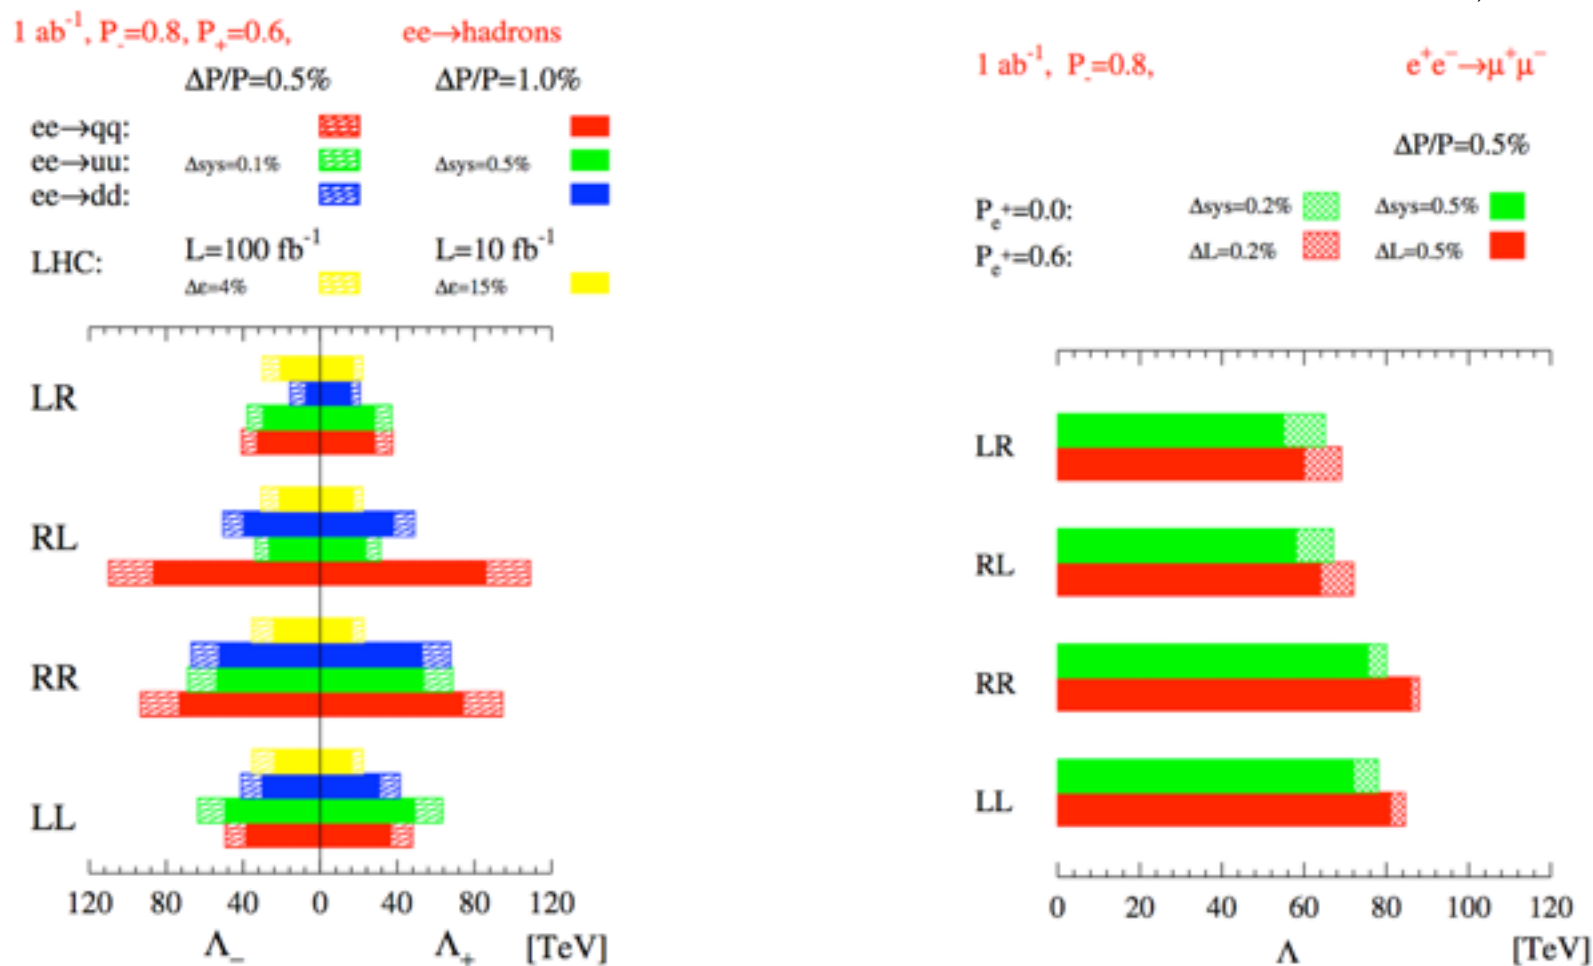 1 ab⁻¹, P₋=0.8, P₊=0.6, ee→hadrons
ΔP/P=0.5% ΔP/P=1.0%
ee→qq:
ee→uu: Δsys=0.1% Δsys=0.5%
ee→dd:
LHC: L=100 fb⁻¹ L=10 fb⁻¹
Δε=4% Δε=15%
LR
RL
RR
LL
120 80 40 0 40 80 120
Λ₋ Λ₊ [TeV]
1 ab⁻¹, P₋=0.8, e⁺e⁻→μ⁺μ⁻
ΔP/P=0.5%
Pₑ⁺=0.0: Δsys=0.2% Δsys=0.5%
Pₑ⁺=0.6: ΔL=0.2% ΔL=0.5%
LR
RL
RR
LL
0 20 40 60 80 100 120
Λ [TeV]